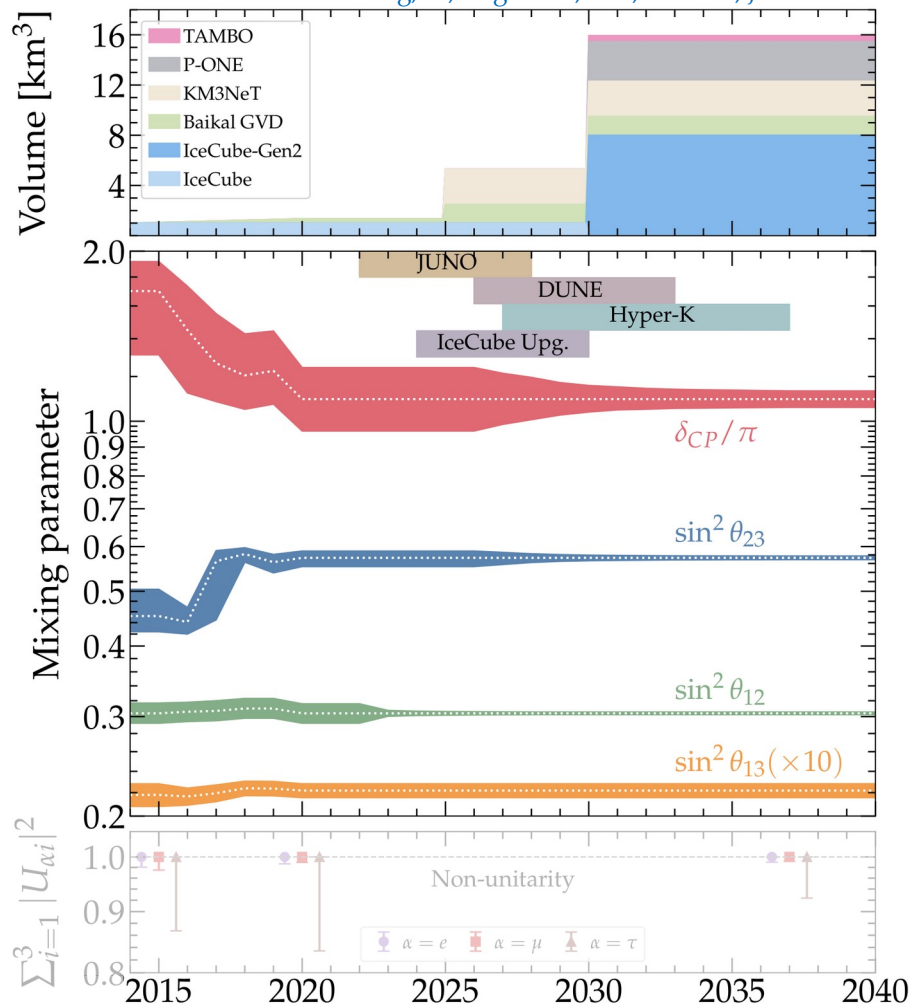 Volume [km³]
16
12
8
4
TAMBO
P-ONE
KM3NeT
Baikal GVD
IceCube-Gen2
IceCube
Mixing parameter
2.0
1.0
0.9
0.8
0.7
0.6
0.5
0.4
0.3
0.2
JUNO
DUNE
Hyper-K
IceCube Upg.
δCP/π
sin² θ23
sin² θ12
sin² θ13(×10)
∑³i=1 |Uαi|²
1.0
0.9
0.8
Non-unitarity
α = e α = μ α = τ
2015 2020 2025 2030 2035 2040